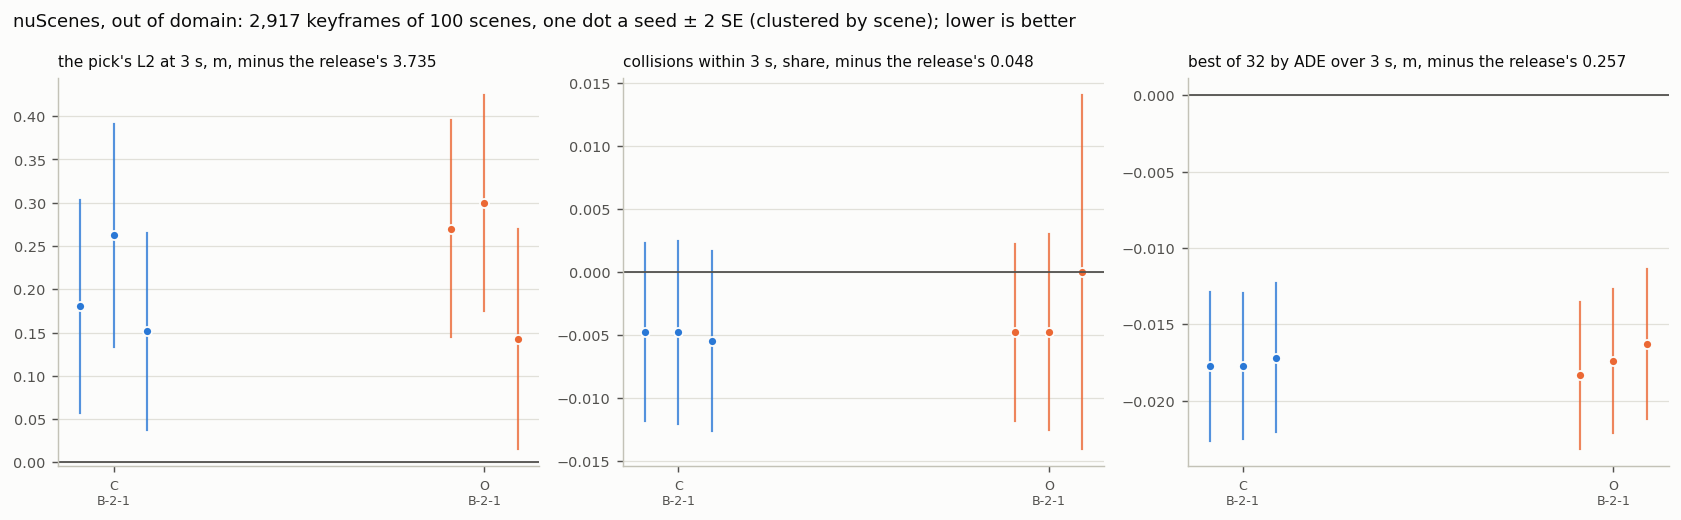 nuScenes, out of domain: 2,917 keyframes of 100 scenes, one dot a seed ± 2 SE (clustered by scene); lower is better
the pick's L2 at 3 s, m, minus the release's 3.735
0.40
0.35
0.30
0.25
0.20
0.15
0.10
0.05
0.00
C
B-2-1
O
B-2-1
collisions within 3 s, share, minus the release's 0.048
0.015
0.010
0.005
0.000
−0.005
−0.010
−0.015
C
B-2-1
O
B-2-1
best of 32 by ADE over 3 s, m, minus the release's 0.257
0.000
−0.005
−0.010
−0.015
−0.020
C
B-2-1
O
B-2-1